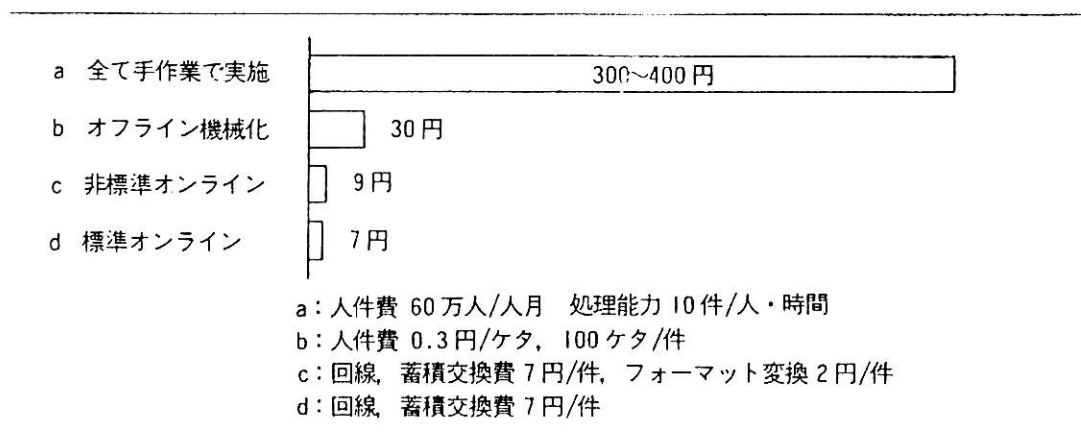 a 全て手作業で実施
300~400円
b オフライン機械化 30円
c 非標準オンライン 9円
d 標準オンライン 7円
a：人件費 60万人/人月 処理能力 10件/人・時間
b：人件費 0.3円/ケタ，100ケタ/件
c：回線，蓄積交換費7円/件，フォーマット変換2円/件
d：回線，蓄積交換費7円/件